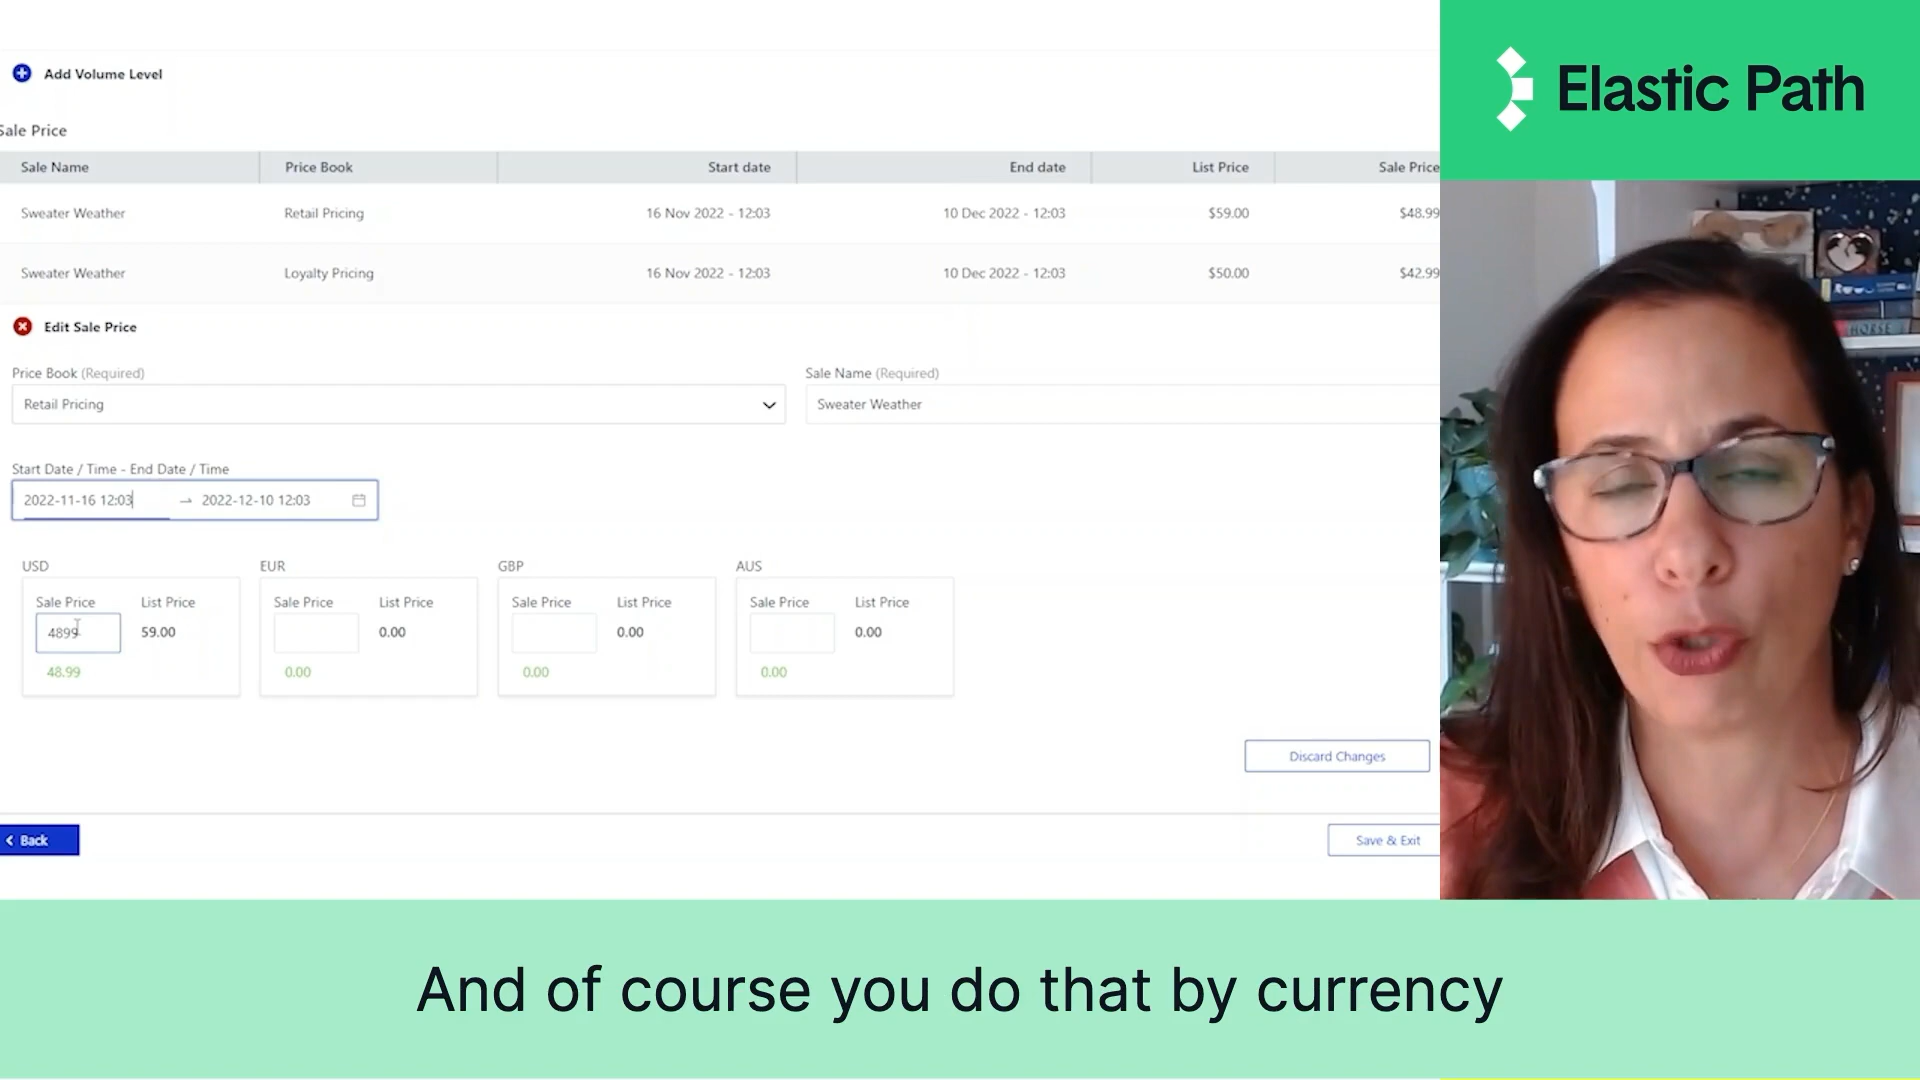 Add Volume Level
Sale Price
Sale Name Price Book Start date End date List Price Sale Price
Sweater Weather Retail Pricing 16 Nov 2022 - 12:03 10 Dec 2022 - 12:03 $59.00 $48.99
Sweater Weather Loyalty Pricing 16 Nov 2022 - 12:03 10 Dec 2022 - 12:03 $50.00 $42.99
Edit Sale Price
Price Book (Required) Sale Name (Required)
Retail Pricing Sweater Weather
Start Date / Time - End Date / Time
2022-11-16 12:03 → 2022-12-10 12:03
USD EUR GBP AUS
Sale Price List Price Sale Price List Price Sale Price List Price Sale Price List Price
4899 59.00 0.00 0.00 0.00
48.99 0.00 0.00 0.00
Discard Changes
< Back Save & Exit
Elastic Path
HORSE
And of course you do that by currency